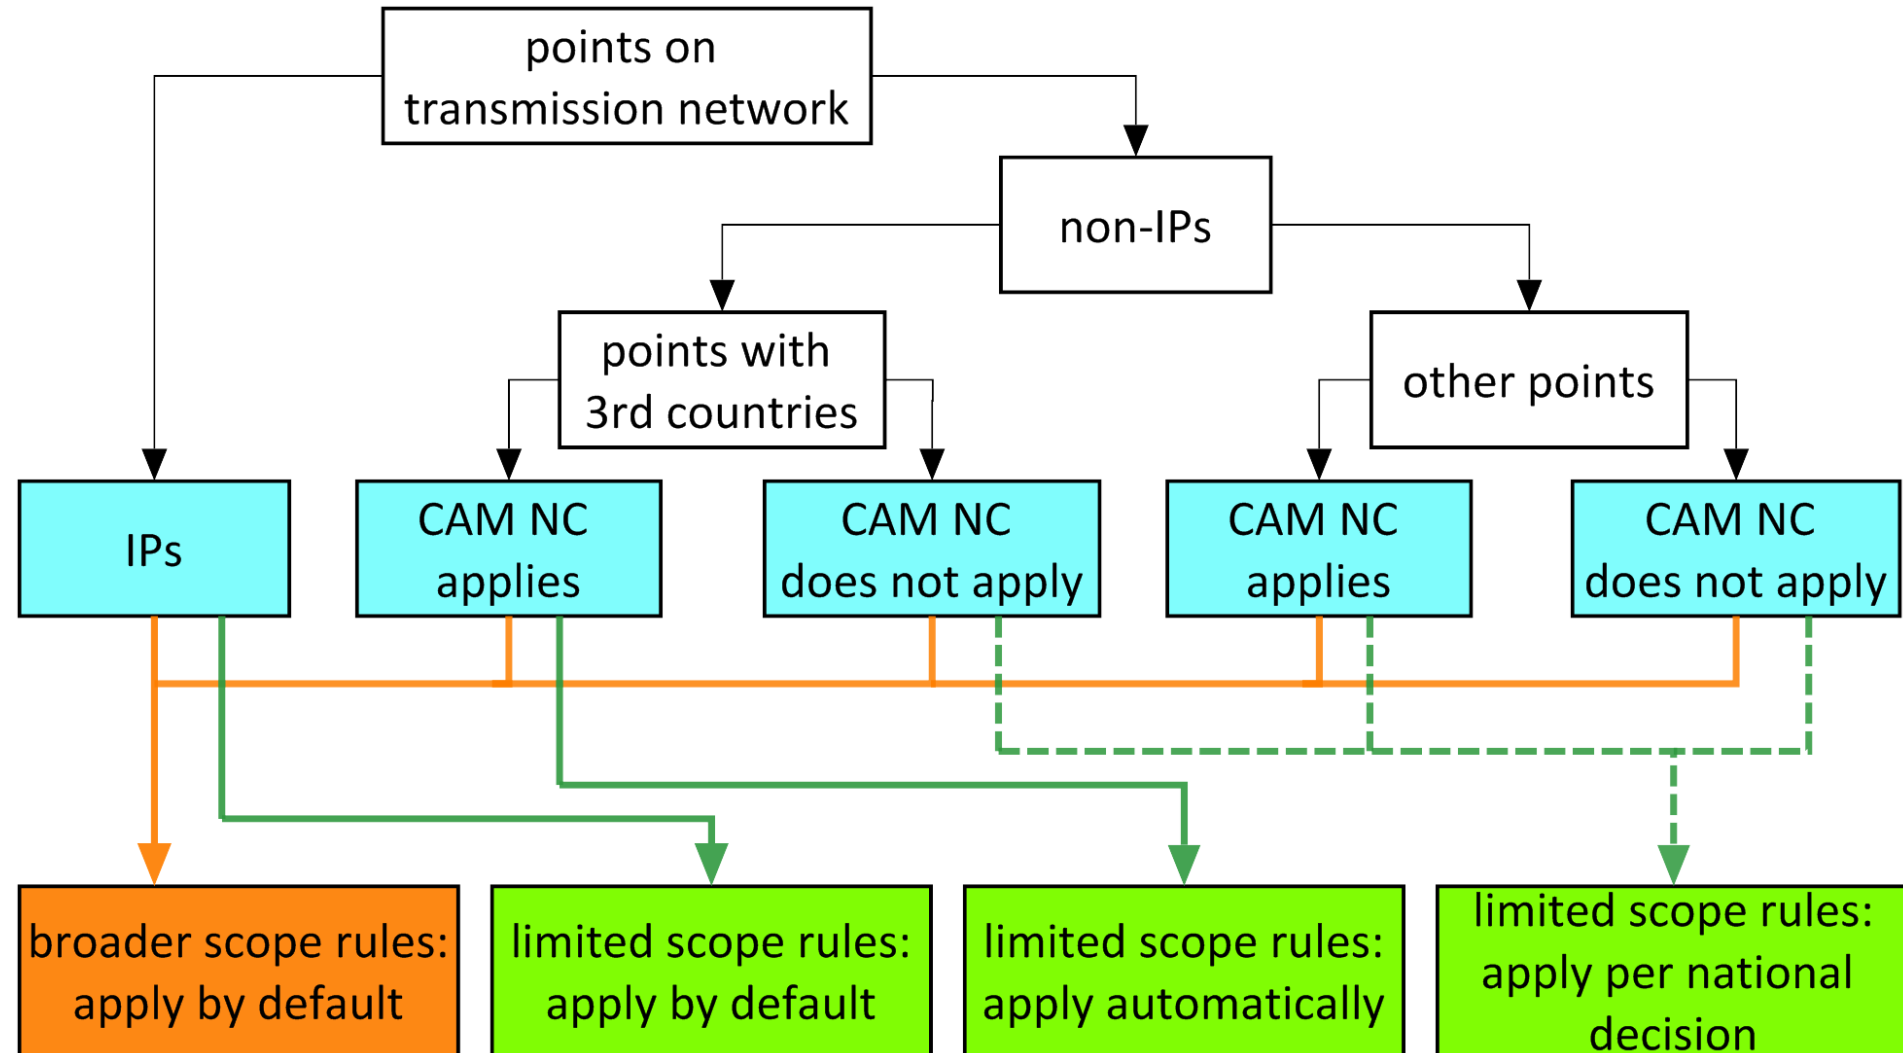 points on
transmission network
non-IPs
points with
3rd countries
other points
IPs
CAM NC
applies
CAM NC
does not apply
CAM NC
applies
CAM NC
does not apply
broader scope rules:
apply by default
limited scope rules:
apply by default
limited scope rules:
apply automatically
limited scope rules:
apply per national
decision